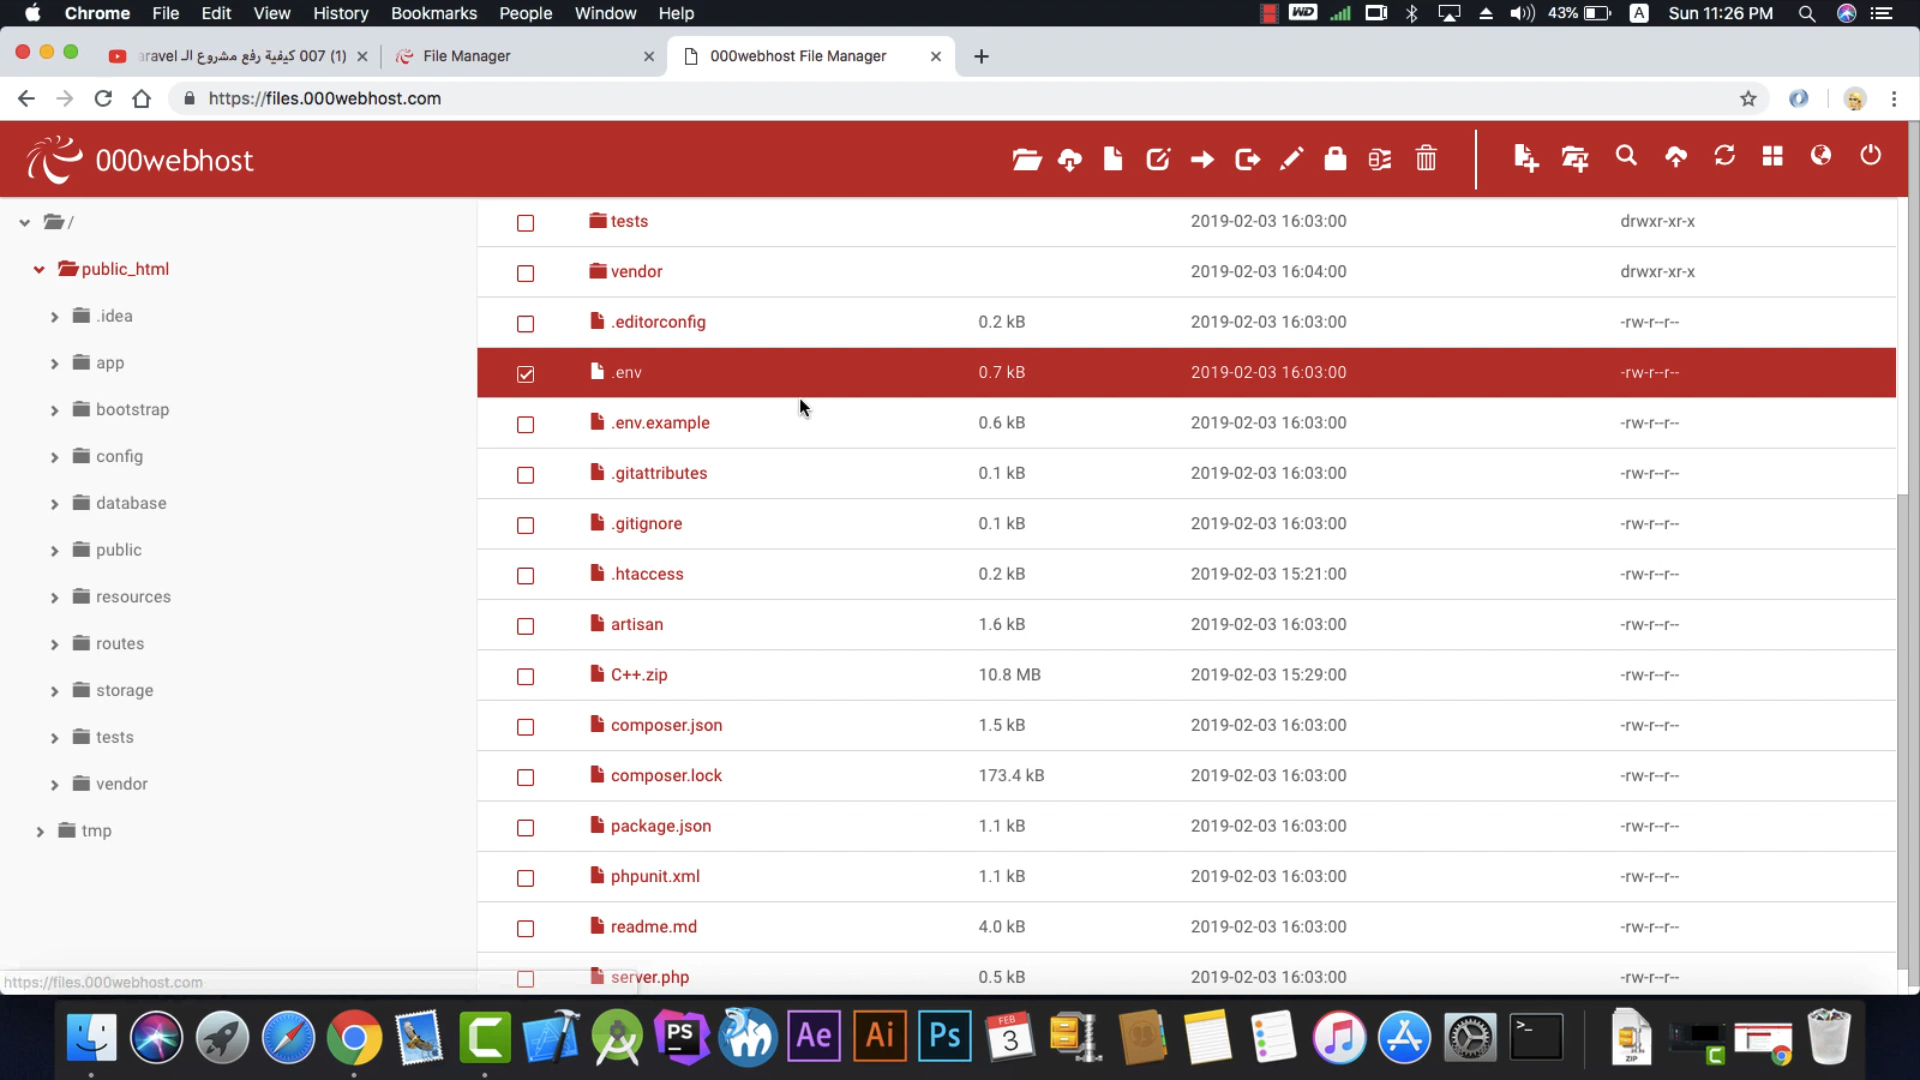 Chrome File Edit View History Bookmarks People Window Help WD 43% A Sun 11:26 PM
(1) 007 كيفية رفع مشروع الـ aravel File Manager 000webhost File Manager
https://files.000webhost.com
000webhost
/
public_html
.idea
app
bootstrap
config
database
public
resources
routes
storage
tests
vendor
tmp
tests 2019-02-03 16:03:00 drwxr-xr-x
vendor 2019-02-03 16:04:00 drwxr-xr-x
.editorconfig 0.2 kB 2019-02-03 16:03:00 -rw-r--r--
.env 0.7 kB 2019-02-03 16:03:00 -rw-r--r--
.env.example 0.6 kB 2019-02-03 16:03:00 -rw-r--r--
.gitattributes 0.1 kB 2019-02-03 16:03:00 -rw-r--r--
.gitignore 0.1 kB 2019-02-03 16:03:00 -rw-r--r--
.htaccess 0.2 kB 2019-02-03 15:21:00 -rw-r--r--
artisan 1.6 kB 2019-02-03 16:03:00 -rw-r--r--
C++.zip 10.8 MB 2019-02-03 15:29:00 -rw-r--r--
composer.json 1.5 kB 2019-02-03 16:03:00 -rw-r--r--
composer.lock 173.4 kB 2019-02-03 16:03:00 -rw-r--r--
package.json 1.1 kB 2019-02-03 16:03:00 -rw-r--r--
phpunit.xml 1.1 kB 2019-02-03 16:03:00 -rw-r--r--
readme.md 4.0 kB 2019-02-03 16:03:00 -rw-r--r--
server.php 0.5 kB 2019-02-03 16:03:00 -rw-r--r--
https://files.000webhost.com
PS Ae Ai Ps FEB 3 ZIP